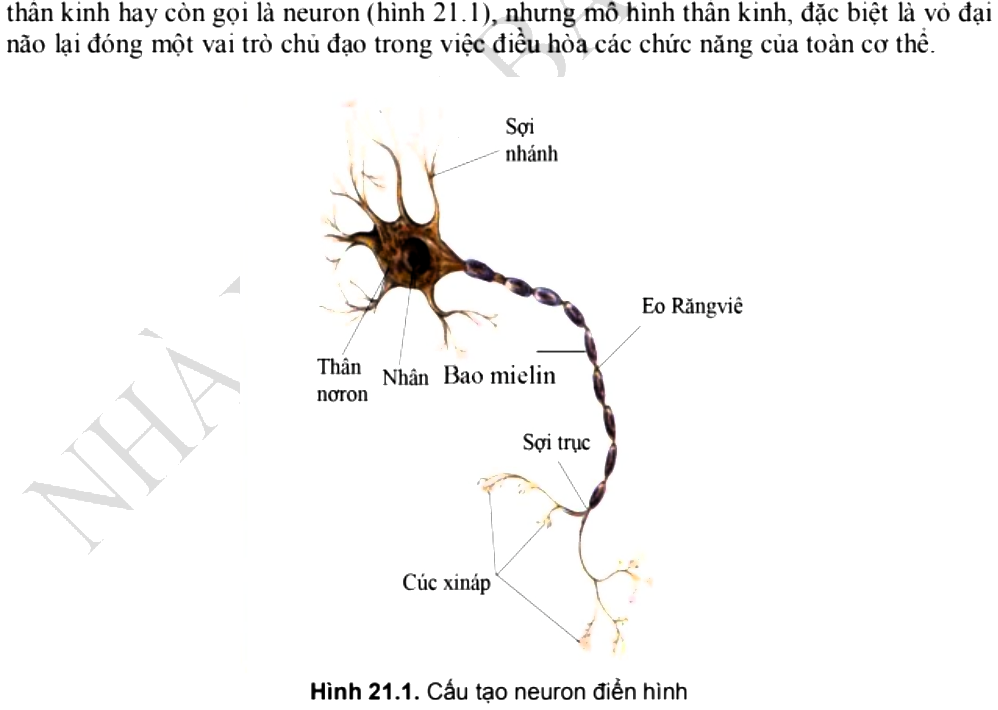 thần kinh hay còn gọi là neuron (hình 21.1), nhưng mô hình thần kinh, đặc biệt là vỏ đại
não lại đóng một vai trò chủ đạo trong việc điều hòa các chức năng của toàn cơ thể.
Sợi
nhánh
Eo Răngviê
Thân
nơron
Nhân
Bao mielin
Sợi trục
Cúc xináp
NHÀ
BẢ
Hình 21.1. Cấu tạo neuron điển hình